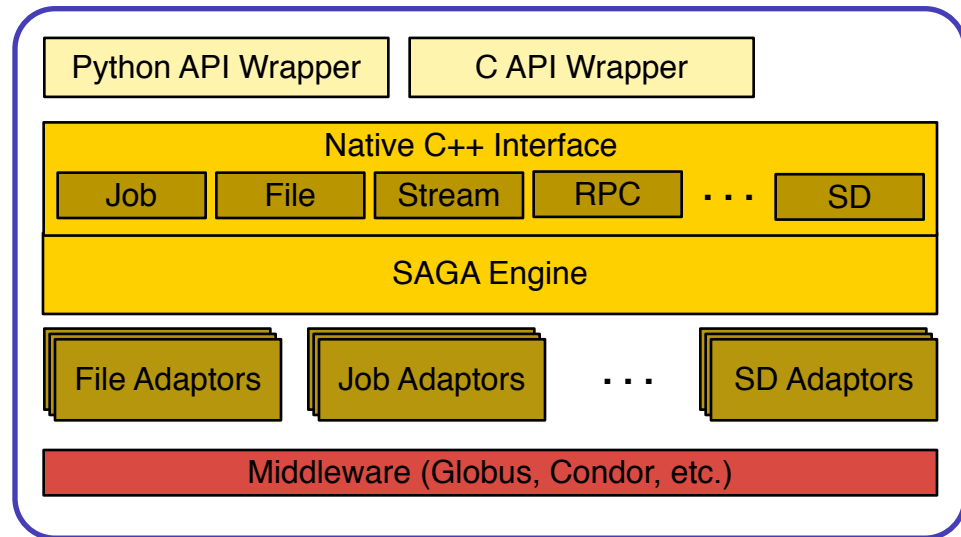 Python API Wrapper
C API Wrapper
Native C++ Interface
Job
File
Stream
RPC
. . .
SD
SAGA Engine
File Adaptors
Job Adaptors
. . .
SD Adaptors
Middleware (Globus, Condor, etc.)